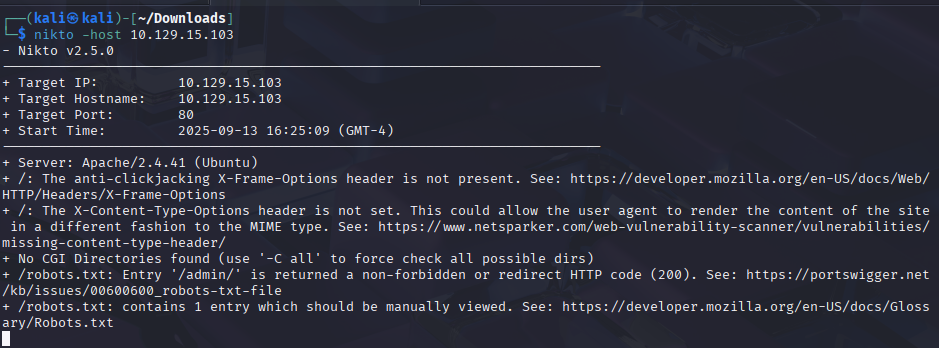 ┌──(kali㉿kali)-[~/Downloads]
└─$ nikto -host 10.129.15.103
- Nikto v2.5.0
---------------------------------------------------------------------------
+ Target IP:          10.129.15.103
+ Target Hostname:    10.129.15.103
+ Target Port:        80
+ Start Time:         2025-09-13 16:25:09 (GMT-4)
---------------------------------------------------------------------------
+ Server: Apache/2.4.41 (Ubuntu)
+ /: The anti-clickjacking X-Frame-Options header is not present. See: https://developer.mozilla.org/en-US/docs/Web/
HTTP/Headers/X-Frame-Options
+ /: The X-Content-Type-Options header is not set. This could allow the user agent to render the content of the site
 in a different fashion to the MIME type. See: https://www.netsparker.com/web-vulnerability-scanner/vulnerabilities/
missing-content-type-header/
+ No CGI Directories found (use '-C all' to force check all possible dirs)
+ /robots.txt: Entry '/admin/' is returned a non-forbidden or redirect HTTP code (200). See: https://portswigger.net
/kb/issues/00600600_robots-txt-file
+ /robots.txt: contains 1 entry which should be manually viewed. See: https://developer.mozilla.org/en-US/docs/Gloss
ary/Robots.txt